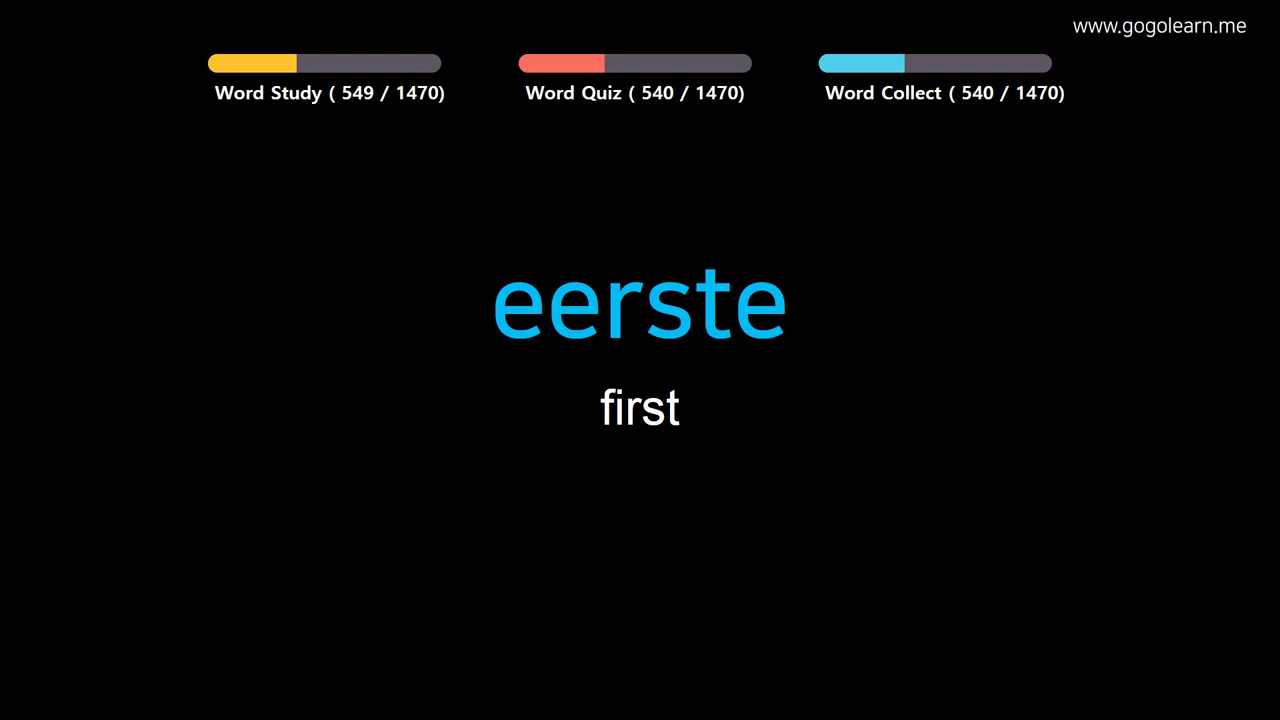 www.gogolearn.me
Word Study ( 549 / 1470)
Word Quiz ( 540 / 1470)
Word Collect ( 540 / 1470)
eerste
first